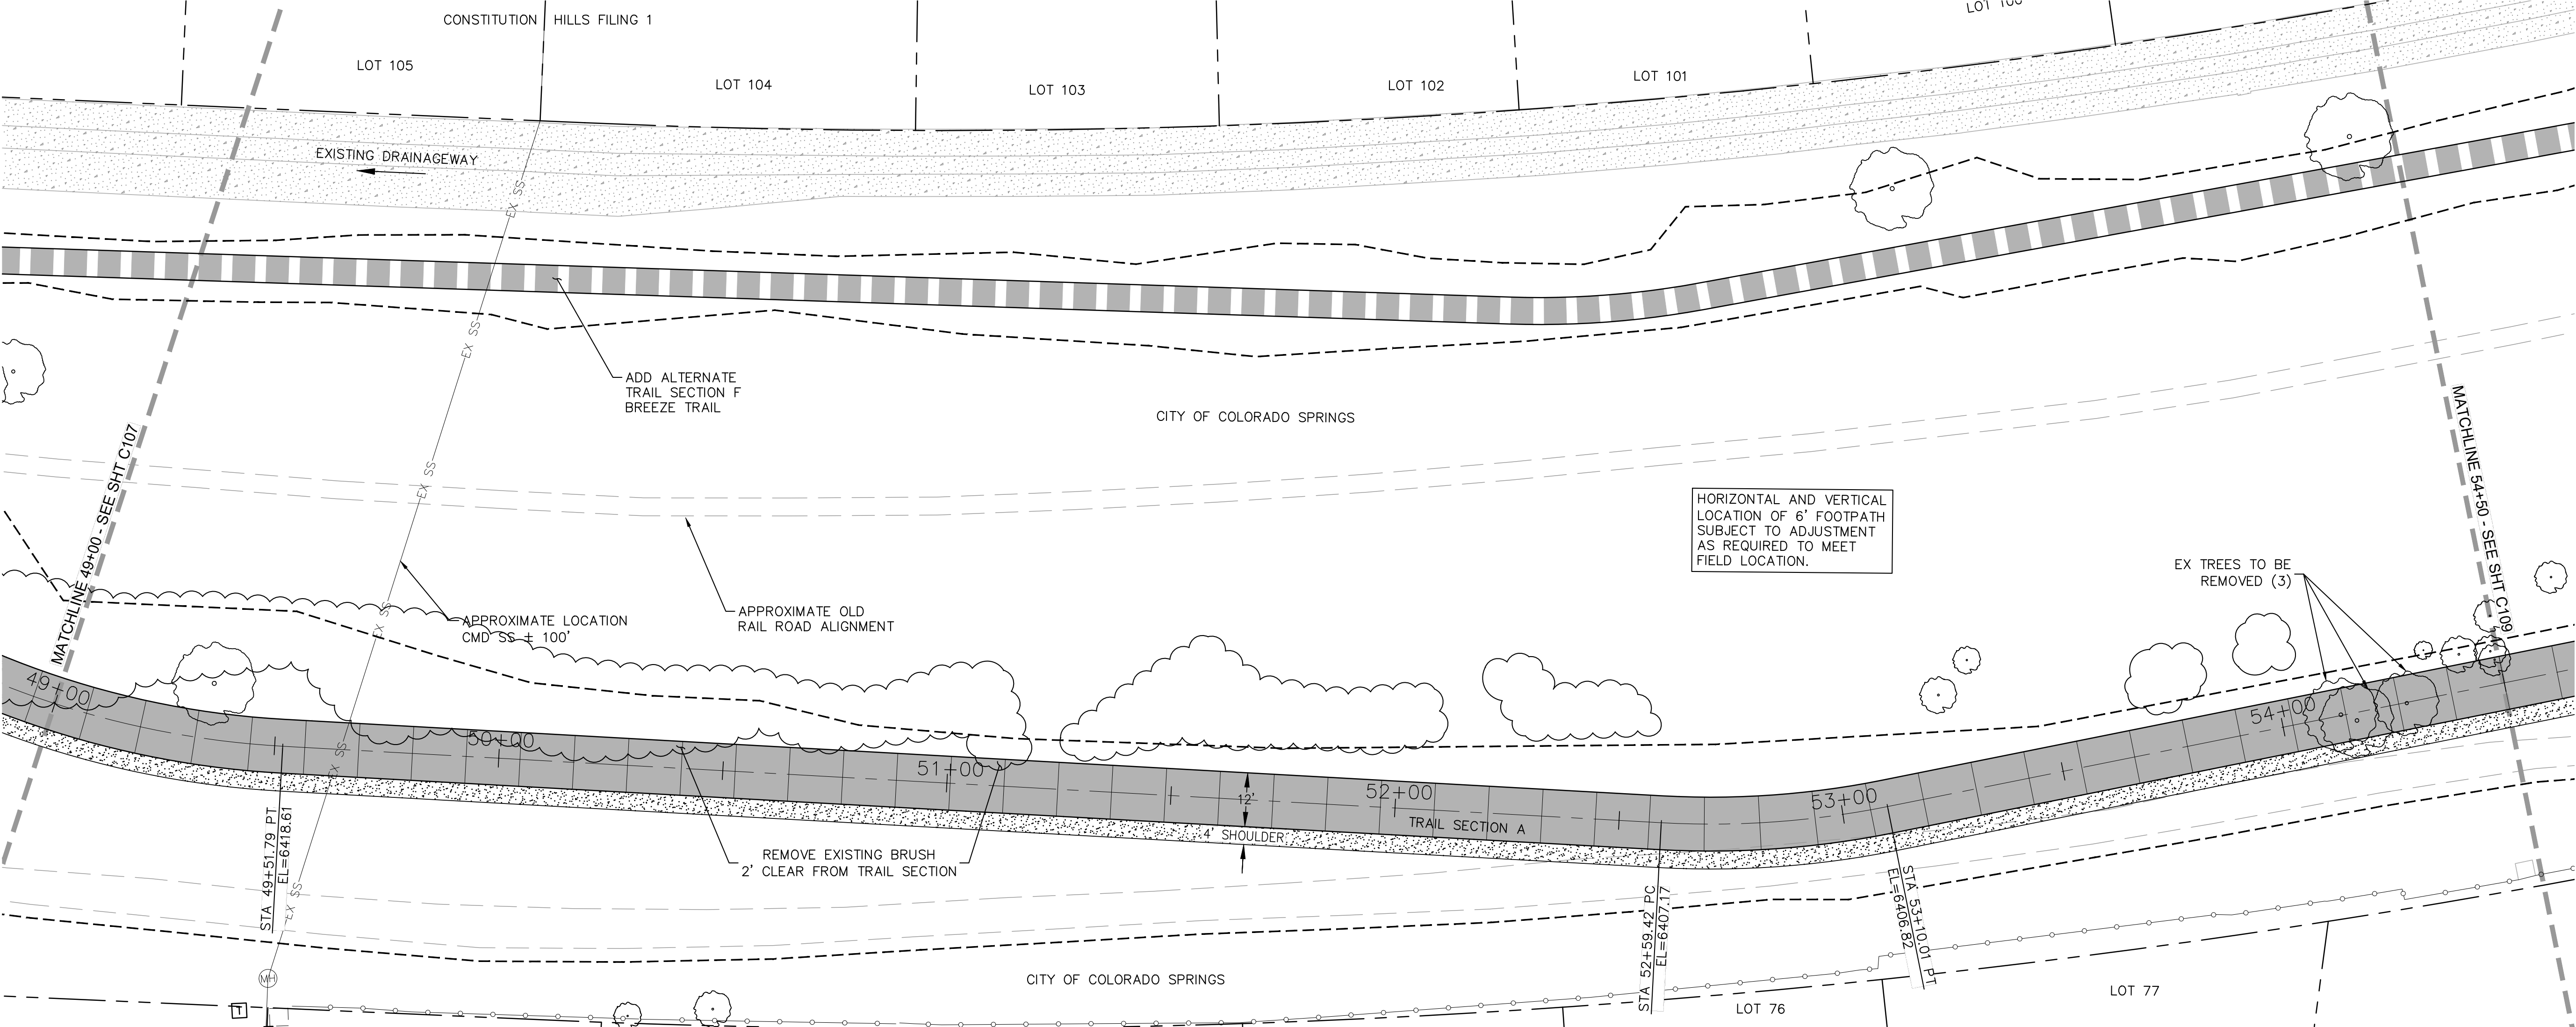 CONSTITUTION HILLS FILING 1
LOT 105
LOT 104
LOT 103
LOT 102
LOT 101
LOT 100
EXISTING DRAINAGEWAY
EX SS
EX SS
EX SS
EX SS
EX SS
EX SS
ADD ALTERNATE
TRAIL SECTION F
BREEZE TRAIL
CITY OF COLORADO SPRINGS
MATCHLINE 49+00 - SEE SHT C107
MATCHLINE 54+50 - SEE SHT C109
HORIZONTAL AND VERTICAL
LOCATION OF 6' FOOTPATH
SUBJECT TO ADJUSTMENT
AS REQUIRED TO MEET
FIELD LOCATION.
EX TREES TO BE
REMOVED (3)
APPROXIMATE LOCATION
CMD SS ± 100'
APPROXIMATE OLD
RAIL ROAD ALIGNMENT
49+00
50+00
51+00
52+00
53+00
54+00
12'
4' SHOULDER
TRAIL SECTION A
REMOVE EXISTING BRUSH
2' CLEAR FROM TRAIL SECTION
STA 49+51.79 PT
EL=6418.61
STA 52+59.42 PC
EL=6407.17
STA 53+10.01 PT
EL=6406.82
CITY OF COLORADO SPRINGS
MH
T
LOT 76
LOT 77